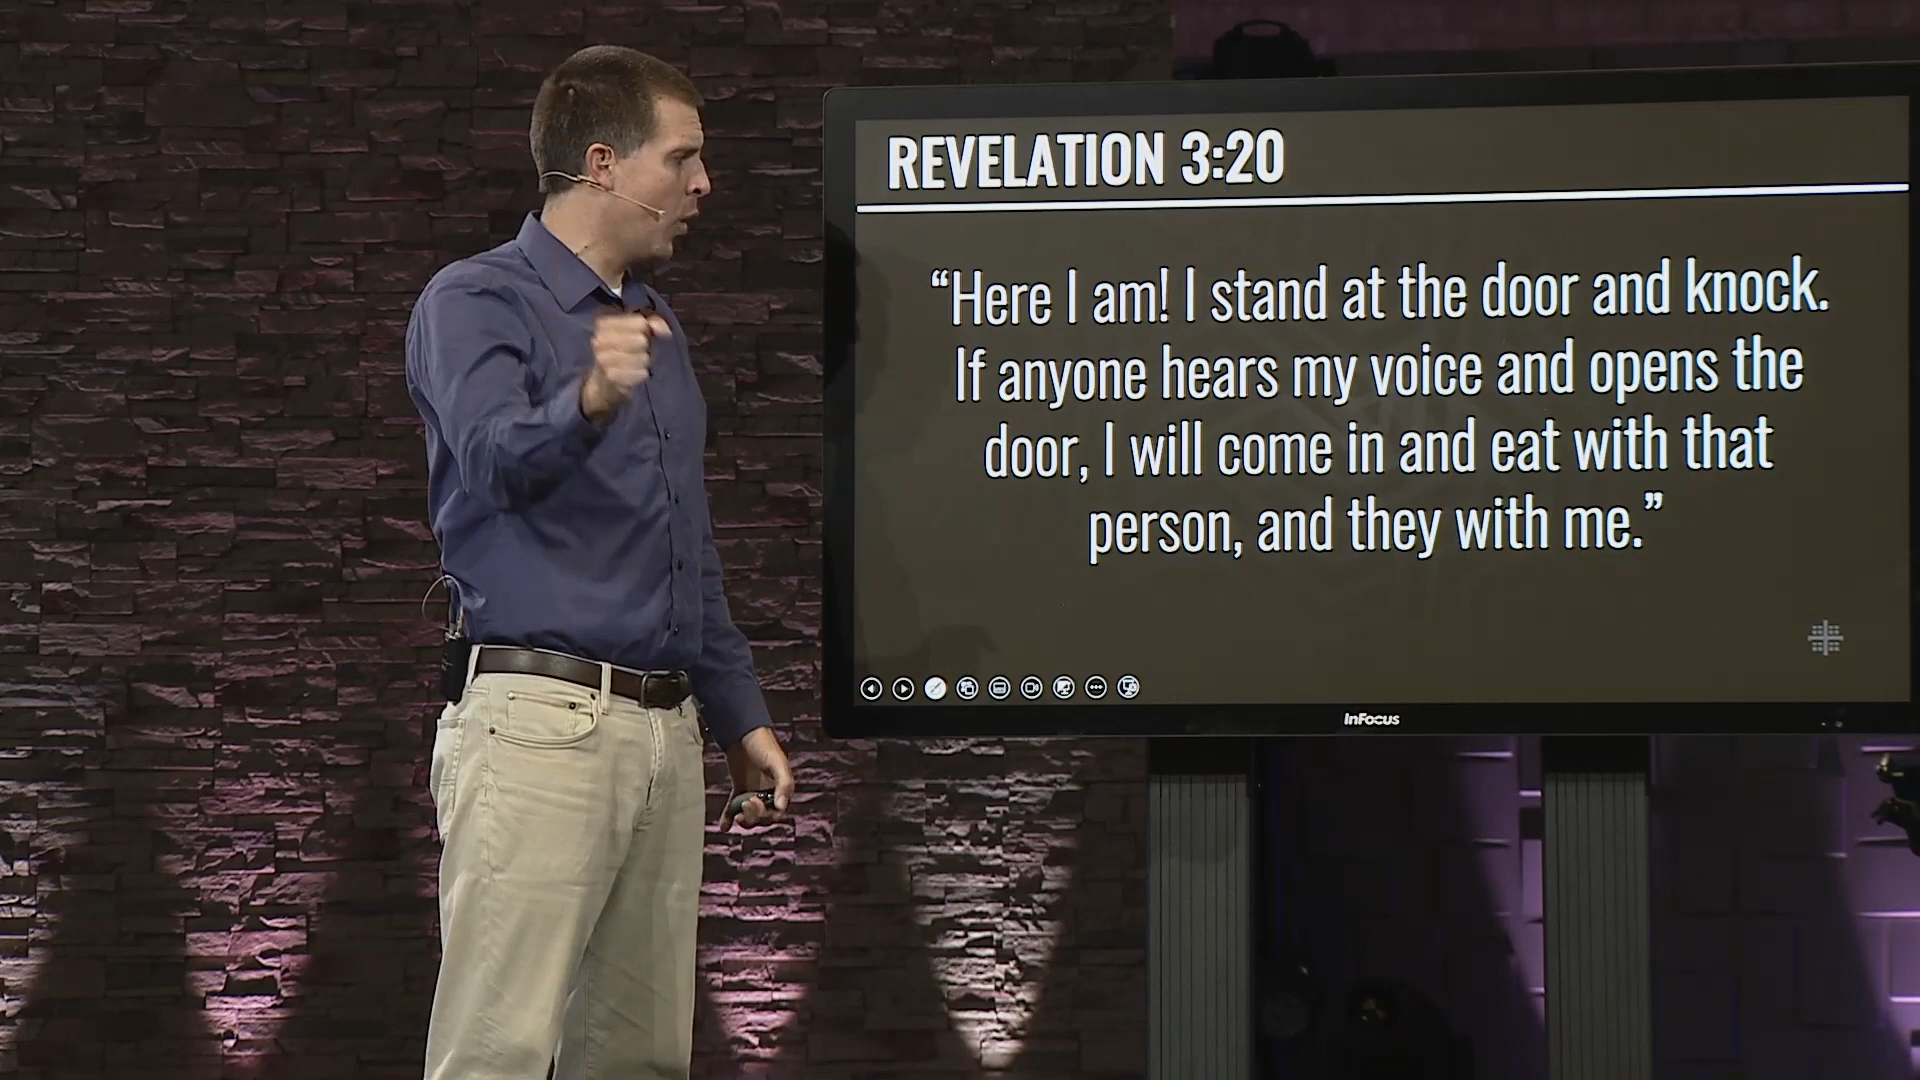 REVELATION 3:20
“Here I am! I stand at the door and knock.
If anyone hears my voice and opens the
door, I will come in and eat with that
person, and they with me.”
InFocus